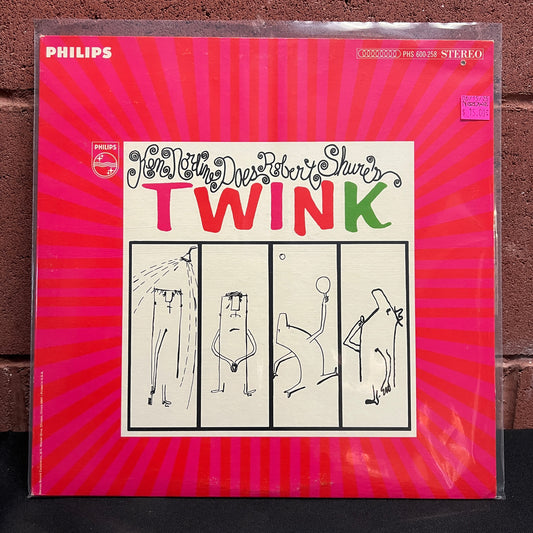 PHILIPS
PHS 600-258 STEREO
PHILIPS
Ken Nordine Does Robert Shure's
TWINK